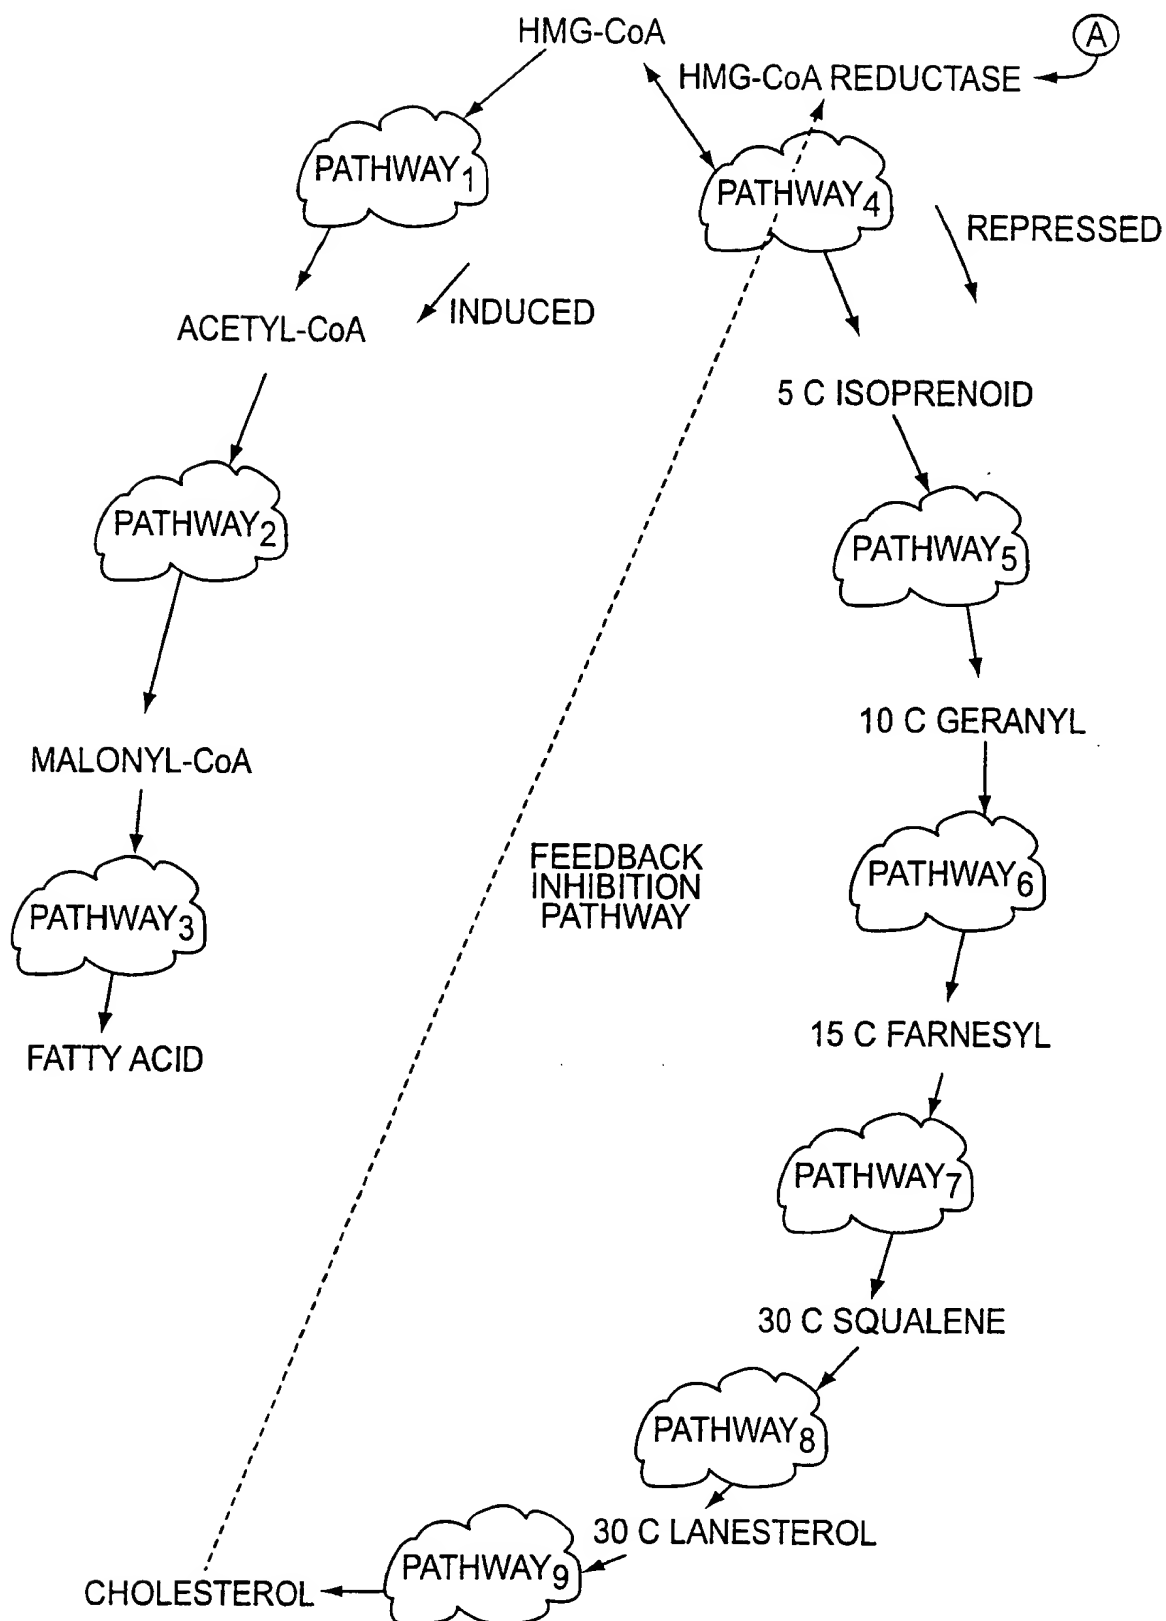 HMG-CoA
A
HMG-CoA REDUCTASE
PATHWAY1
PATHWAY4
REPRESSED
INDUCED
ACETYL-CoA
5 C ISOPRENOID
PATHWAY2
PATHWAY5
10 C GERANYL
MALONYL-CoA
FEEDBACK
INHIBITION
PATHWAY
PATHWAY6
PATHWAY3
15 C FARNESYL
FATTY ACID
PATHWAY7
30 C SQUALENE
PATHWAY8
30 C LANESTEROL
PATHWAY9
CHOLESTEROL